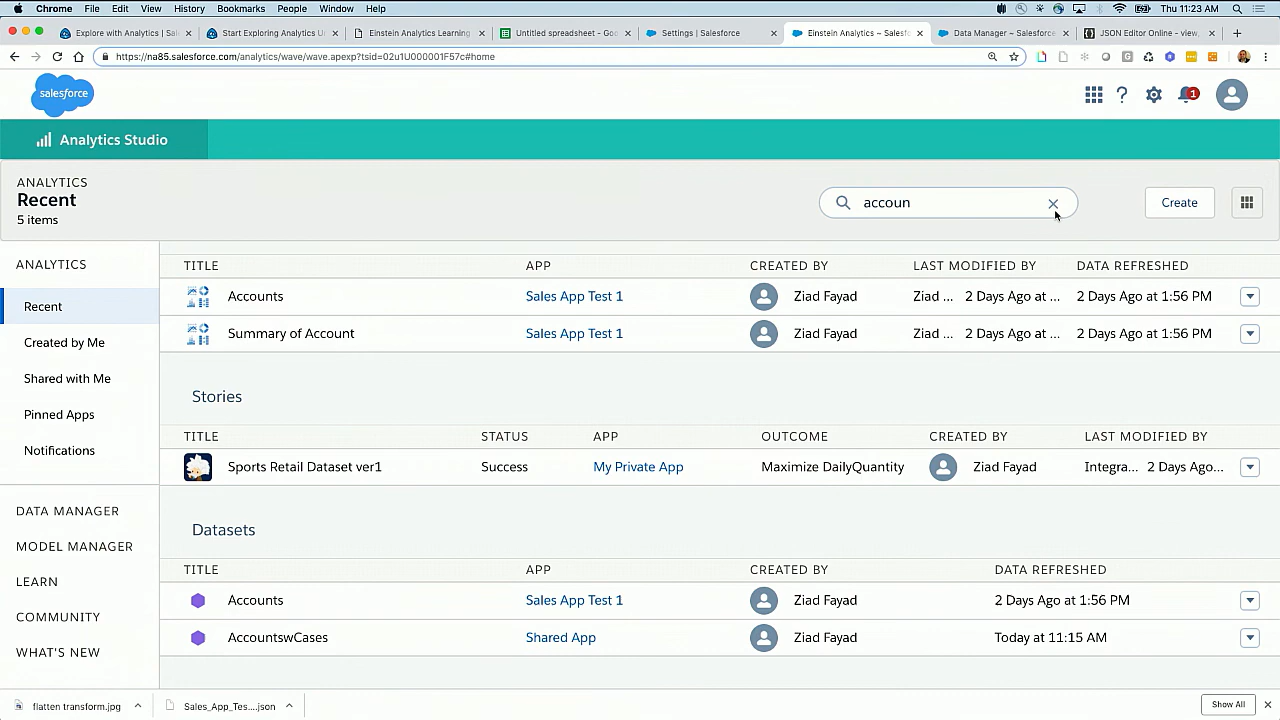 Chrome File Edit View History Bookmarks People Window Help Thu 11:23 AM
Explore with Analytics | Sal Start Exploring Analytics U Einstein Analytics Learning Untitled spreadsheet - Goo Settings | Salesforce Einstein Analytics ~ Salesfo Data Manager ~ Salesforce JSON Editor Online - view,
https://na85.salesforce.com/analytics/wave/wave.apexp?tsid=02u1U000001F57c#home
salesforce
1
Analytics Studio
ANALYTICS
Recent
5 items
accoun
Create
ANALYTICS
Recent
Created by Me
Shared with Me
Pinned Apps
Notifications
DATA MANAGER
MODEL MANAGER
LEARN
COMMUNITY
WHAT'S NEW
TITLE APP CREATED BY LAST MODIFIED BY DATA REFRESHED
Accounts Sales App Test 1 Ziad Fayad Ziad ... 2 Days Ago at ... 2 Days Ago at 1:56 PM
Summary of Account Sales App Test 1 Ziad Fayad Ziad ... 2 Days Ago at ... 2 Days Ago at 1:56 PM
Stories
TITLE STATUS APP OUTCOME CREATED BY LAST MODIFIED BY
Sports Retail Dataset ver1 Success My Private App Maximize DailyQuantity Ziad Fayad Integra... 2 Days Ago...
Datasets
TITLE APP CREATED BY DATA REFRESHED
Accounts Sales App Test 1 Ziad Fayad 2 Days Ago at 1:56 PM
AccountswCases Shared App Ziad Fayad Today at 11:15 AM
flatten transform.jpg Sales_App_Tes....json Show All